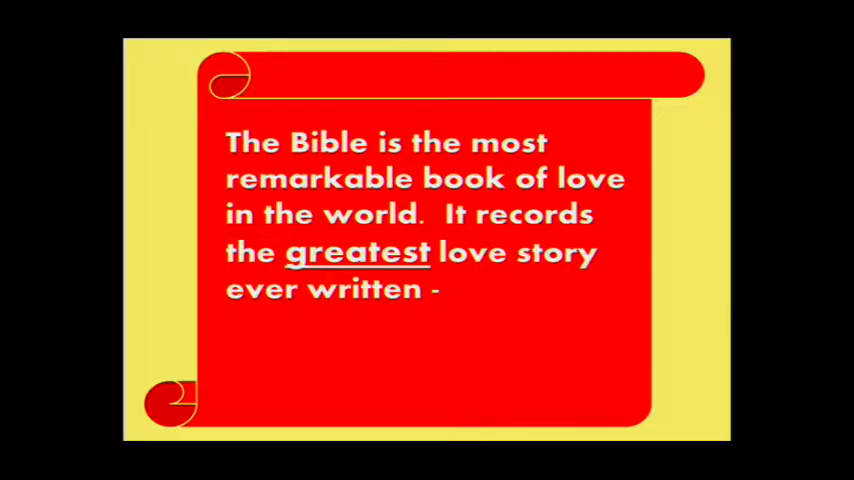 The Bible is the most
remarkable book of love
in the world.  It records
the greatest love story
ever written -